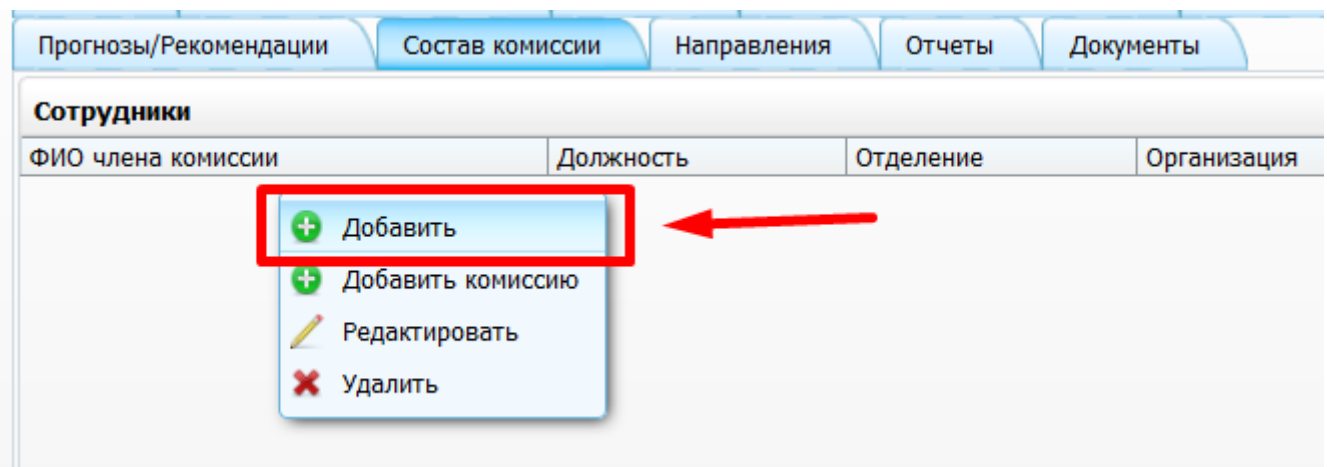 Прогнозы/Рекомендации Состав комиссии Направления Отчеты Документы
Сотрудники
ФИО члена комиссии Должность Отделение Организация
Добавить
Добавить комиссию
Редактировать
Удалить